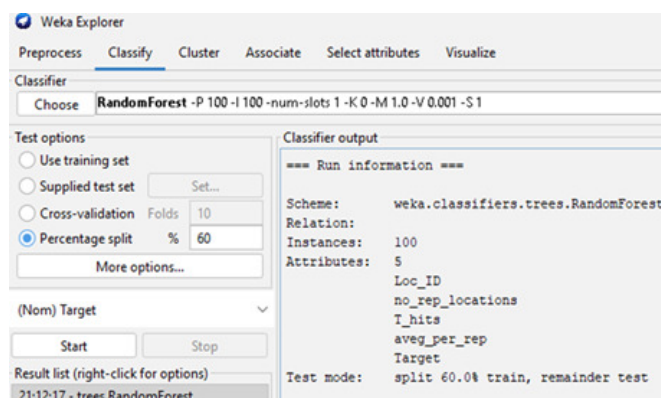 Weka Explorer
Preprocess Classify Cluster Associate Select attributes Visualize
Classifier
Choose RandomForest -P 100 -I 100 -num-slots 1 -K 0 -M 1.0 -V 0.001 -S 1
Test options
Use training set
Supplied test set Set...
Cross-validation Folds 10
Percentage split % 60
More options...
(Nom) Target
Start Stop
Result list (right-click for options)
21:12:17 - trees.RandomForest
Classifier output
=== Run information ===
Scheme: weka.classifiers.trees.RandomForest
Relation:
Instances: 100
Attributes: 5
Loc_ID
no_rep_locations
T_hits
aveg_per_rep
Target
Test mode: split 60.0% train, remainder test